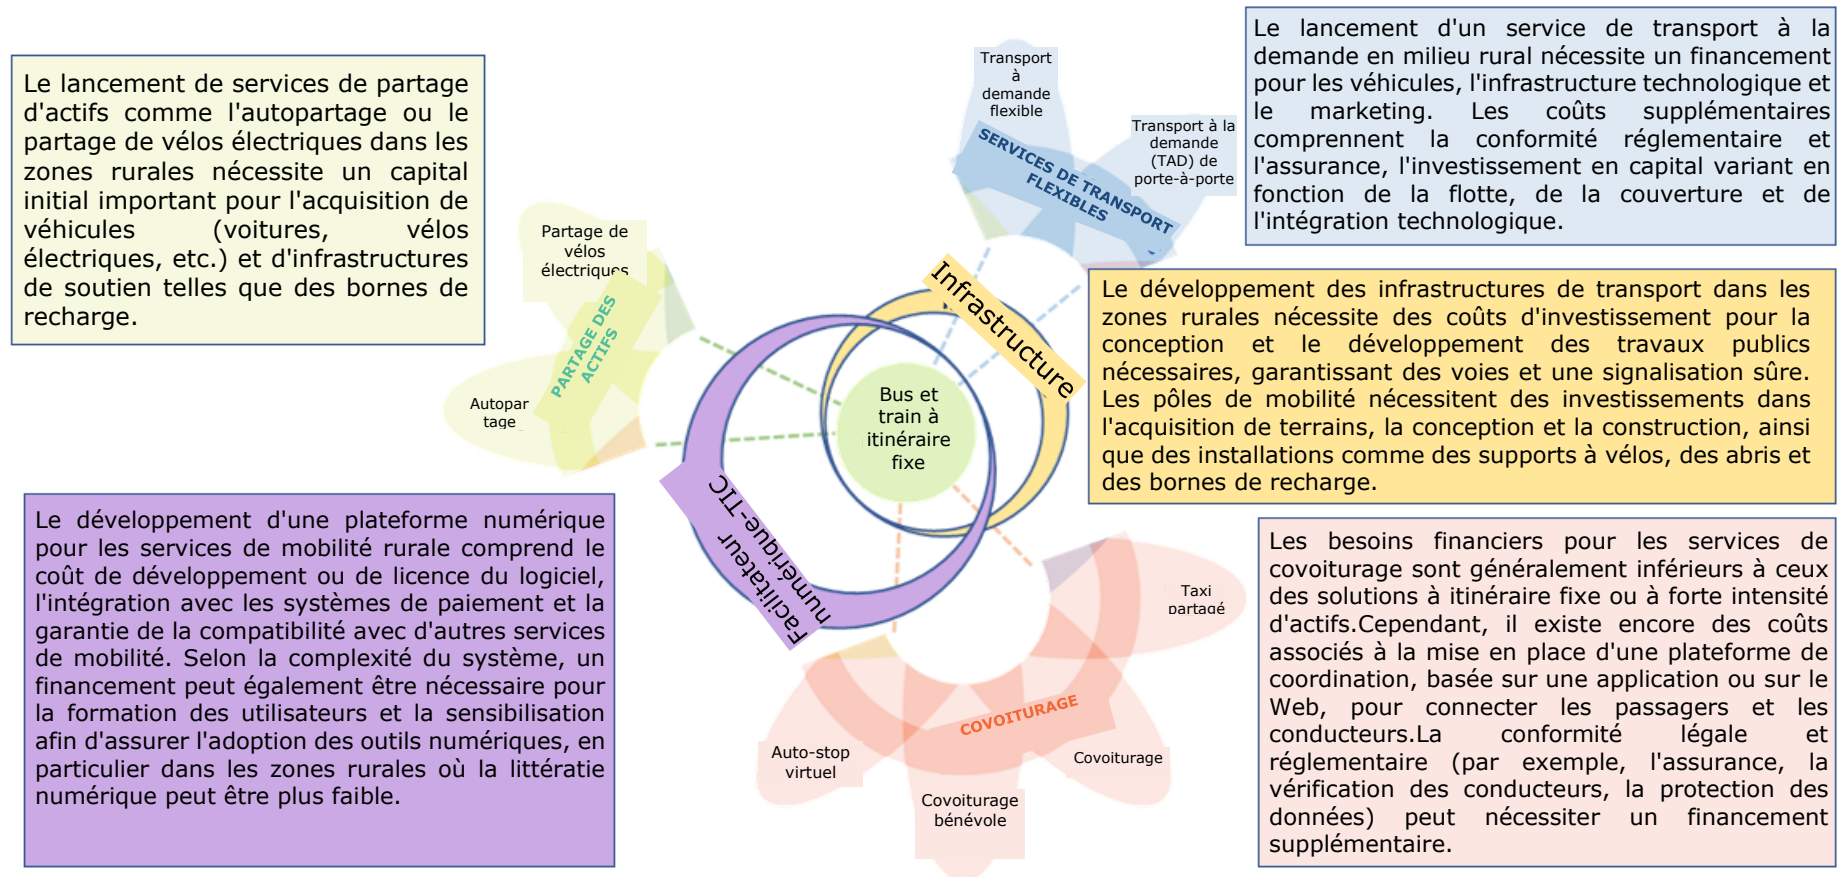 Le lancement de services de partage
d'actifs comme l'autopartage ou le
partage de vélos électriques dans les
zones rurales nécessite un capital
initial important pour l'acquisition de
véhicules (voitures, vélos
électriques, etc.) et d'infrastructures
de soutien telles que des bornes de
recharge.
Le lancement d'un service de transport à la
demande en milieu rural nécessite un financement
pour les véhicules, l'infrastructure technologique et
le marketing. Les coûts supplémentaires
comprennent la conformité réglementaire et
l'assurance, l'investissement en capital variant en
fonction de la flotte, de la couverture et de
l'intégration technologique.
Transport
à
demande
flexible
Transport à la
demande
(TAD) de
porte-à-porte
SERVICES DE TRANSPORT
FLEXIBLES
Partage de
vélos
électriques
PARTAGE DES
ACTIFS
Autopar
tage
Infrastructure
Bus et
train à
itinéraire
fixe
Facilitateur
numérique-TIC
Le développement des infrastructures de transport dans les
zones rurales nécessite des coûts d'investissement pour la
conception et le développement des travaux publics
nécessaires, garantissant des voies et une signalisation sûre.
Les pôles de mobilité nécessitent des investissements dans
l'acquisition de terrains, la conception et la construction, ainsi
que des installations comme des supports à vélos, des abris et
des bornes de recharge.
Le développement d'une plateforme numérique
pour les services de mobilité rurale comprend le
coût de développement ou de licence du logiciel,
l'intégration avec les systèmes de paiement et la
garantie de la compatibilité avec d'autres services
de mobilité. Selon la complexité du système, un
financement peut également être nécessaire pour
la formation des utilisateurs et la sensibilisation
afin d'assurer l'adoption des outils numériques, en
particulier dans les zones rurales où la littératie
numérique peut être plus faible.
Taxi
partagé
COVOITURAGE
Auto-stop
virtuel
Covoiturage
bénévole
Covoiturage
Les besoins financiers pour les services de
covoiturage sont généralement inférieurs à ceux
des solutions à itinéraire fixe ou à forte intensité
d'actifs.Cependant, il existe encore des coûts
associés à la mise en place d'une plateforme de
coordination, basée sur une application ou sur le
Web, pour connecter les passagers et les
conducteurs.La conformité légale et
réglementaire (par exemple, l'assurance, la
vérification des conducteurs, la protection des
données) peut nécessiter un financement
supplémentaire.